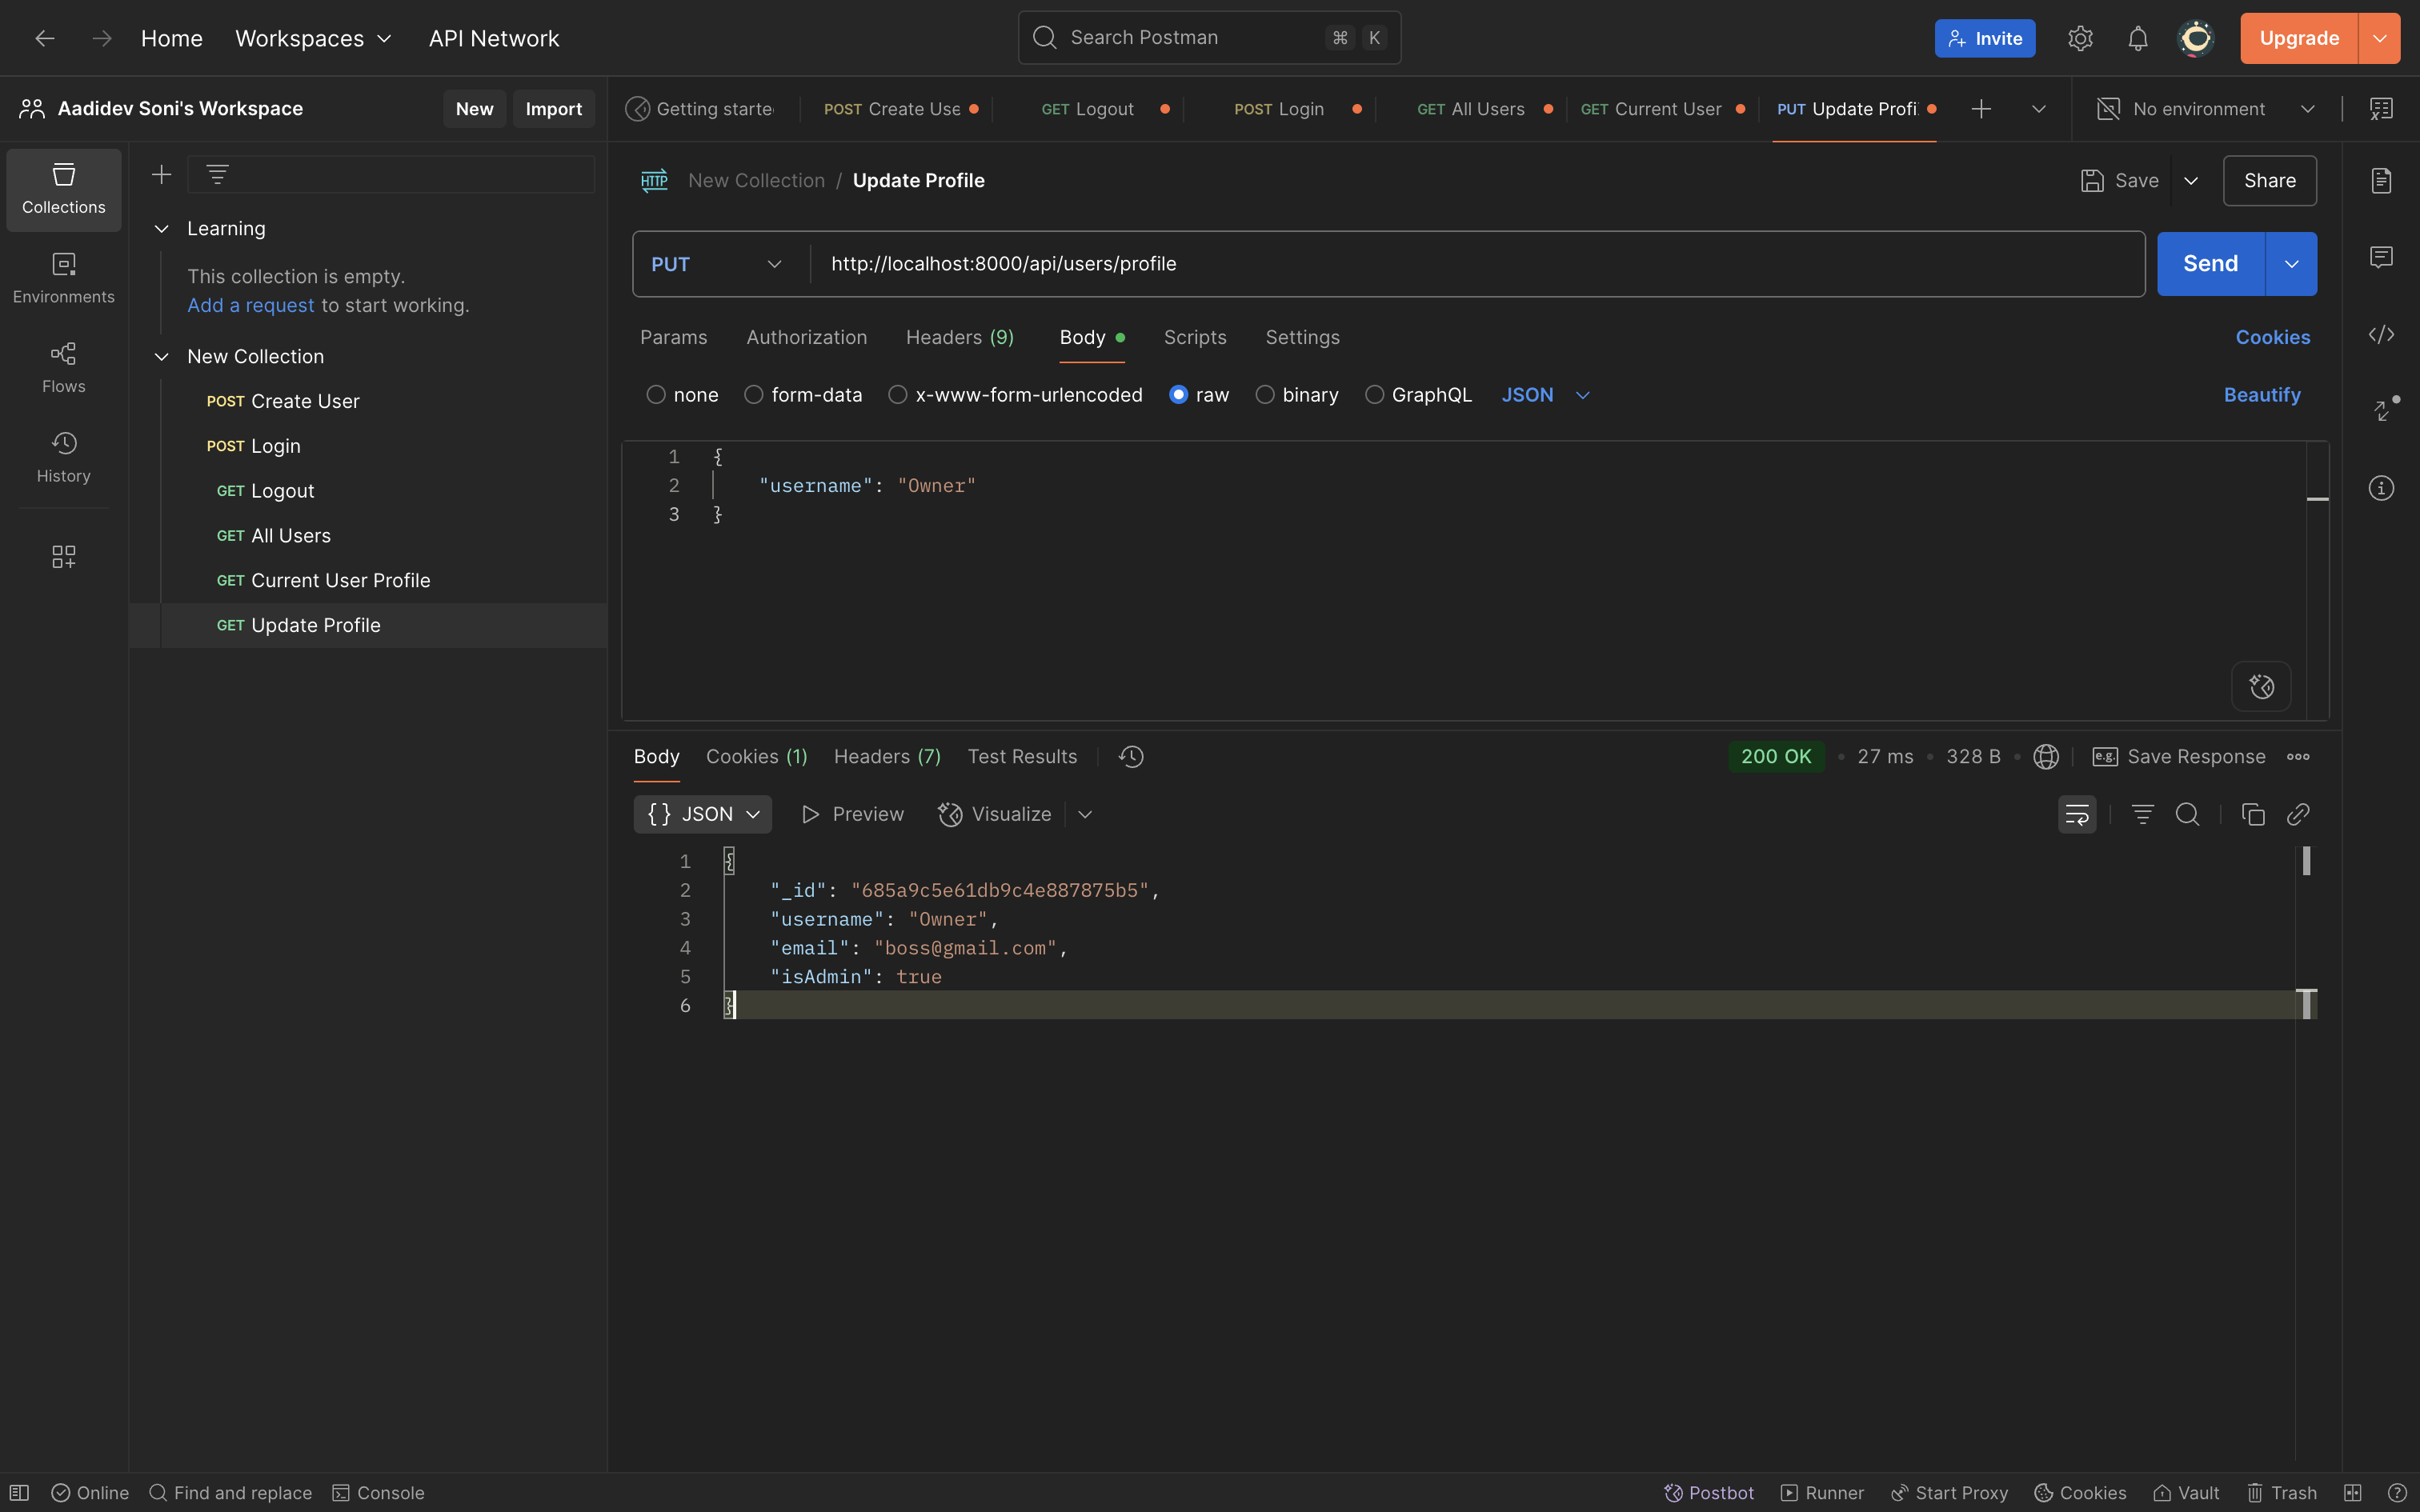 Home Workspaces API Network
Search Postman ⌘ K
Invite Upgrade
Aadidev Soni's Workspace New Import
Getting starte POST Create Use GET Logout POST Login GET All Users GET Current User PUT Update Profi No environment
Collections
Environments
Flows
History
Learning
This collection is empty.
Add a request to start working.
New Collection
POST Create User
POST Login
GET Logout
GET All Users
GET Current User Profile
GET Update Profile
HTTP New Collection / Update Profile
Save Share
PUT http://localhost:8000/api/users/profile Send
Params Authorization Headers (9) Body Scripts Settings Cookies
none form-data x-www-form-urlencoded raw binary GraphQL JSON Beautify
1 {
2 "username": "Owner"
3 }
Body Cookies (1) Headers (7) Test Results 200 OK • 27 ms • 328 B • e.g. Save Response
{} JSON Preview Visualize
1 {
2 "_id": "685a9c5e61db9c4e887875b5",
3 "username": "Owner",
4 "email": "boss@gmail.com",
5 "isAdmin": true
6 }
Online Find and replace Console Postbot Runner Start Proxy Cookies Vault Trash